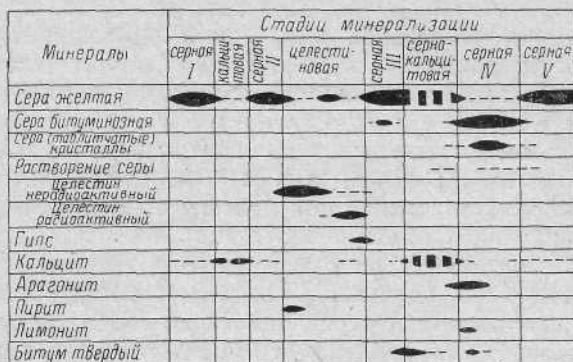 Стадии минерализации
Минералы
серная I
кальцитовая
серная II
целестиновая
серная III
серно-кальцитовая
серная IV
серная V
Сера желтая
Сера битуминозная
Сера (таблитчатые) кристаллы
Растворение серы
Целестин нерадиоактивный
Целестин радиоактивный
Гипс
Кальцит
Арагонит
Пирит
Лимонит
Битум твердый